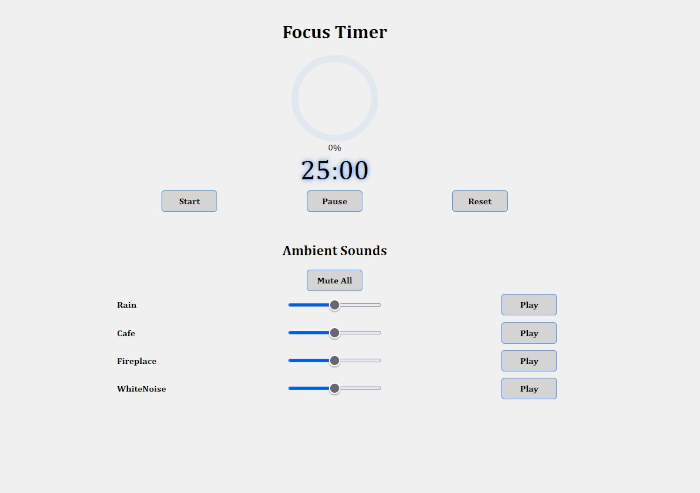 Focus Timer
0%
25:00
Start Pause Reset
Ambient Sounds
Mute All
Rain Play
Cafe Play
Fireplace Play
WhiteNoise Play